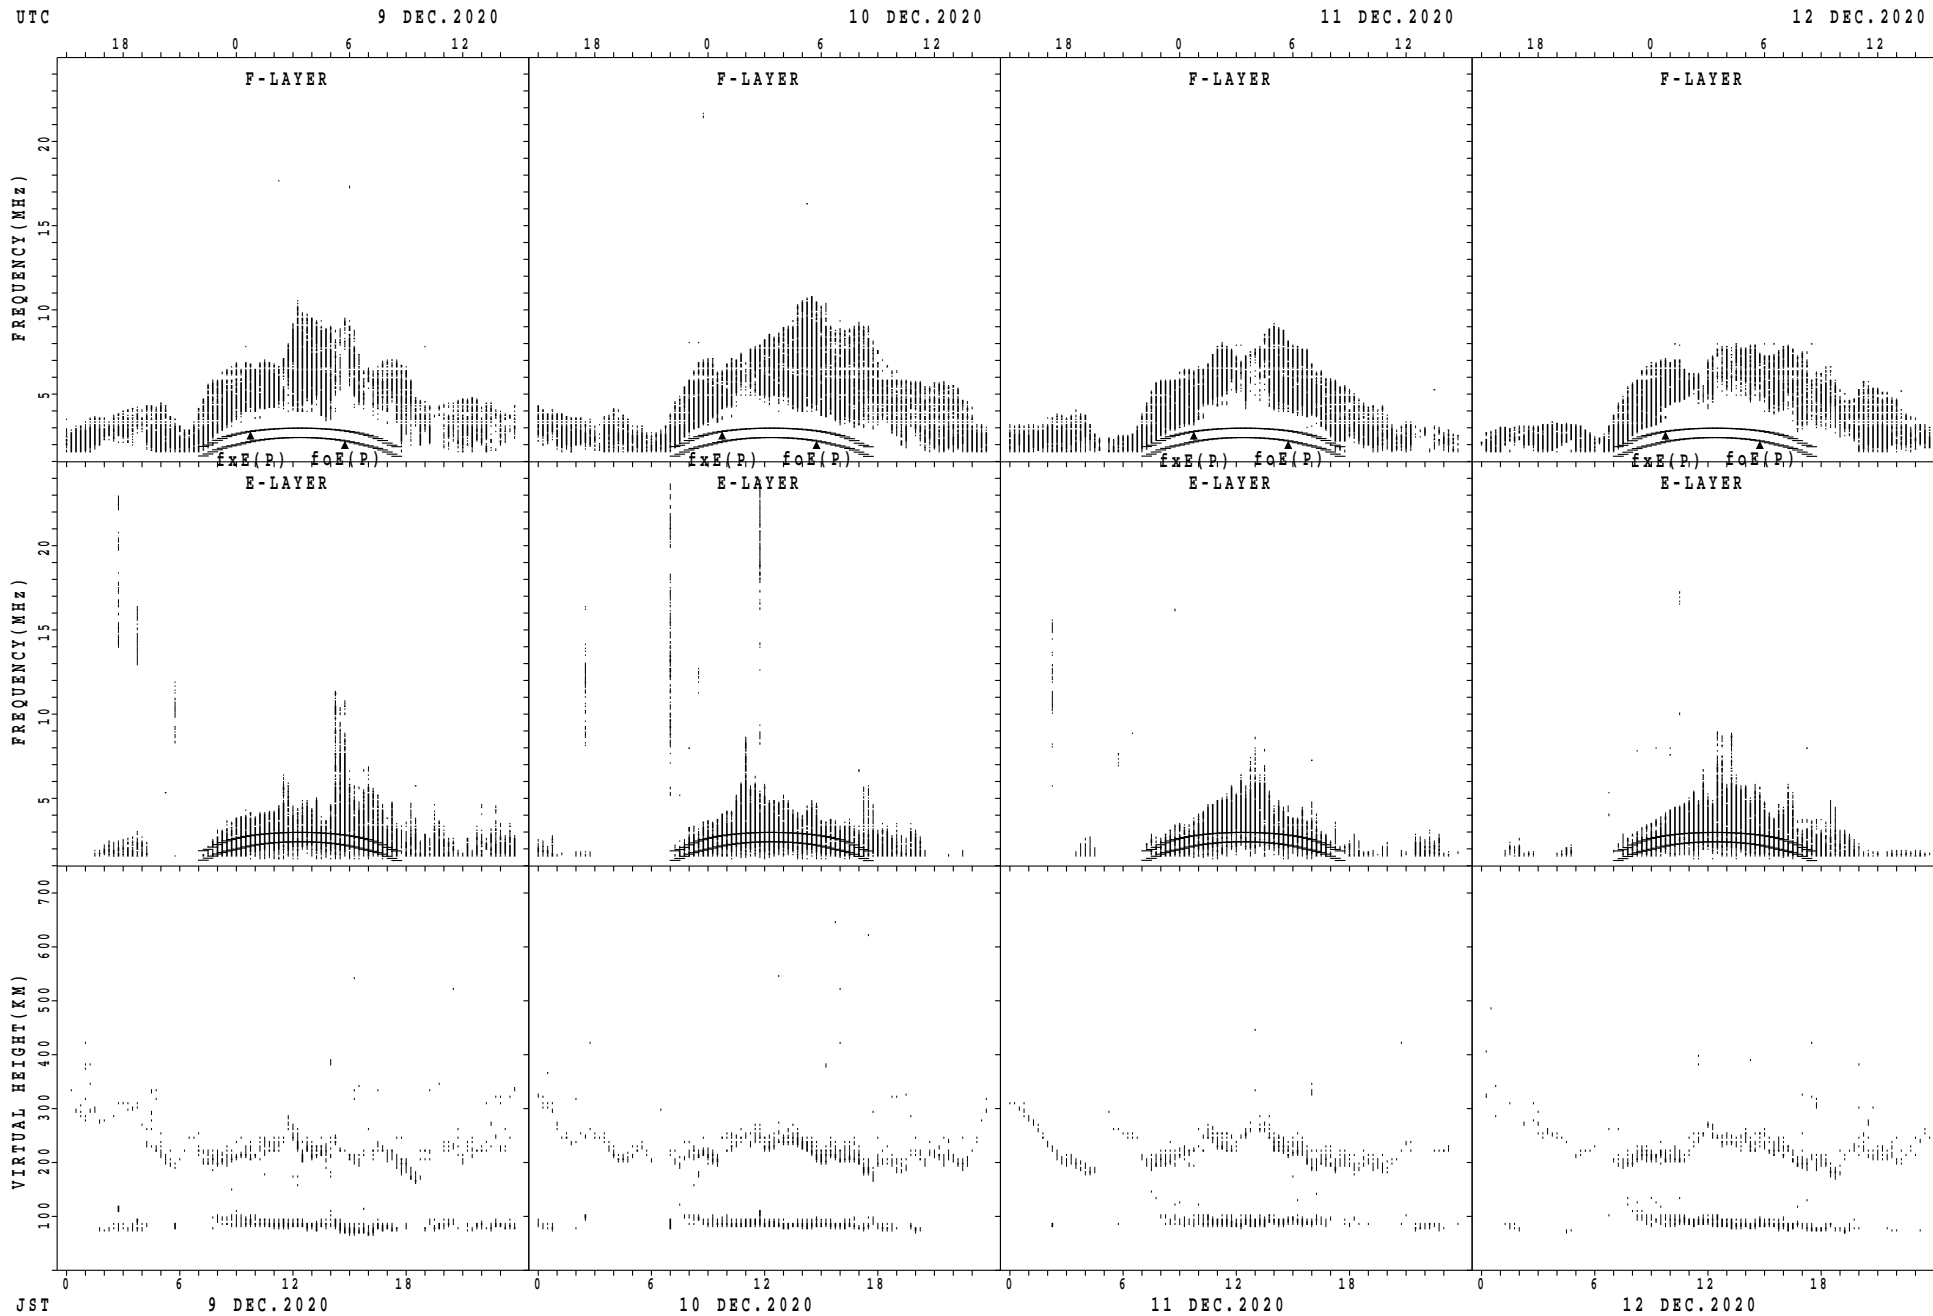 UTC 9 DEC.2020 10 DEC.2020 11 DEC.2020 12 DEC.2020
18 0 6 12 18 0 6 12 18 0 6 12 18 0 6 12
F-LAYER F-LAYER F-LAYER F-LAYER
FREQUENCY(MHz)
20
15
10
5
fxE(P) foE(P) fxE(P) foE(P) fxE(P) foE(P) fxE(P) foE(P)
E-LAYER E-LAYER E-LAYER E-LAYER
FREQUENCY(MHz)
20
15
10
5
VIRTUAL HEIGHT(KM)
700
600
500
400
300
200
100
0 6 12 18 0 6 12 18 0 6 12 18 0 6 12 18
JST 9 DEC.2020 10 DEC.2020 11 DEC.2020 12 DEC.2020